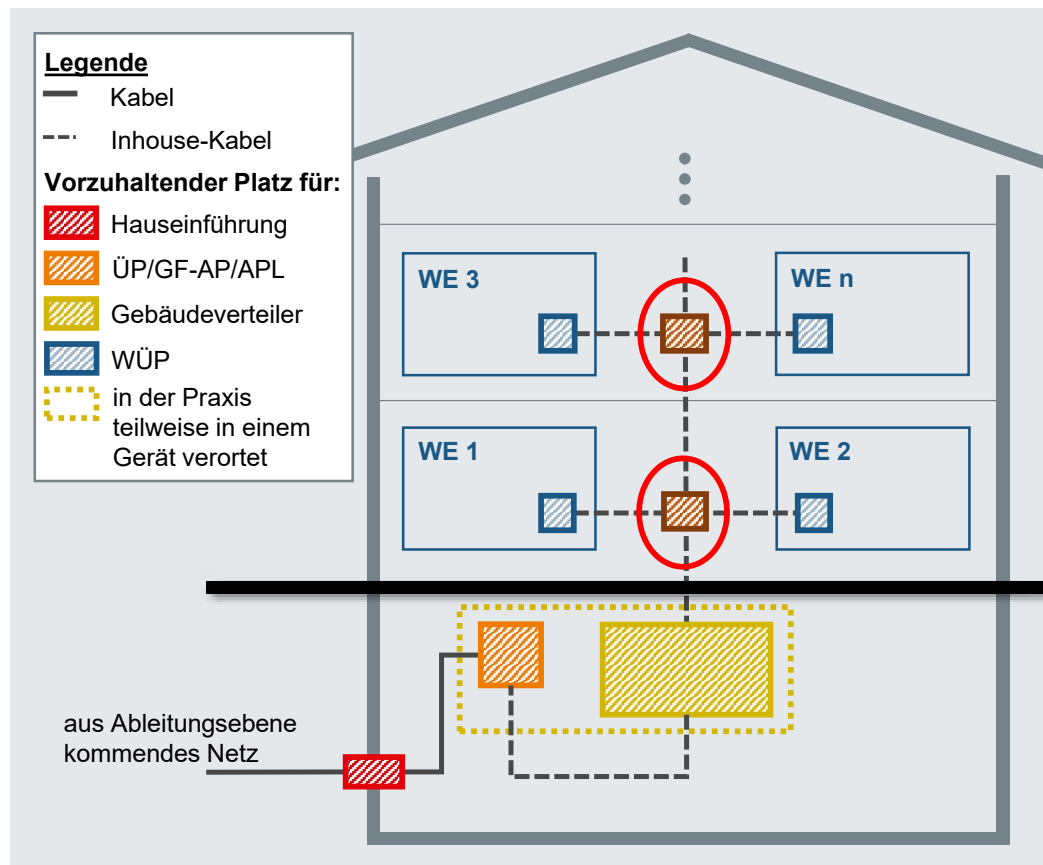 Legende
Kabel
Inhouse-Kabel
Vorzuhaltender Platz für:
Hauseinführung
ÜP/GF-AP/APL
Gebäudeverteiler
WÜP
in der Praxis
teilweise in einem
Gerät verortet
WE 3
WE n
WE 1
WE 2
aus Ableitungsebene
kommendes Netz